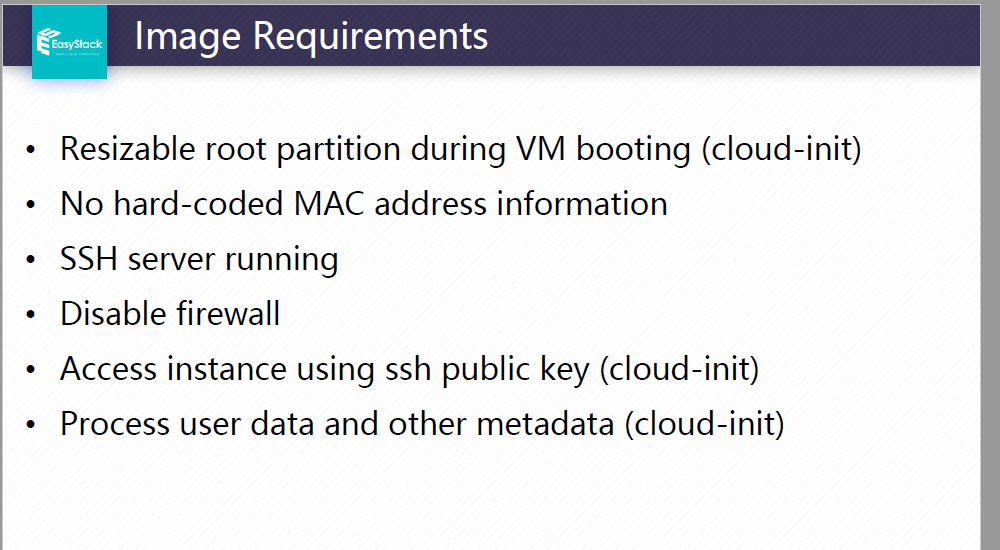 EasyStack
Image Requirements
• Resizable root partition during VM booting (cloud-init)
• No hard-coded MAC address information
• SSH server running
• Disable firewall
• Access instance using ssh public key (cloud-init)
• Process user data and other metadata (cloud-init)